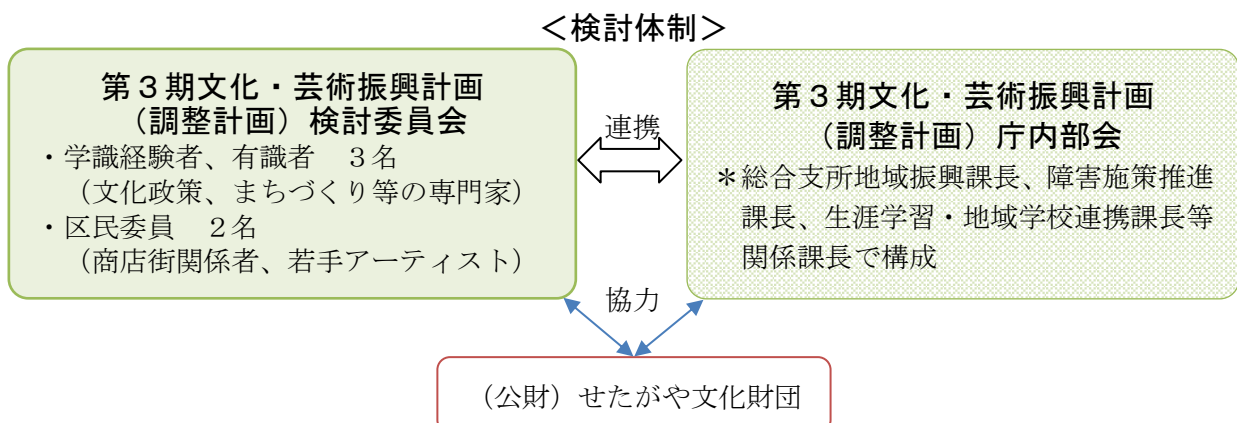 ＜検討体制＞
第３期文化・芸術振興計画
（調整計画）検討委員会
・学識経験者、有識者　３名
（文化政策、まちづくり等の専門家）
・区民委員　２名
（商店街関係者、若手アーティスト）
連携
第３期文化・芸術振興計画
（調整計画）庁内部会
＊総合支所地域振興課長、障害施策推進
課長、生涯学習・地域学校連携課長等
関係課長で構成
協力
（公財）せたがや文化財団